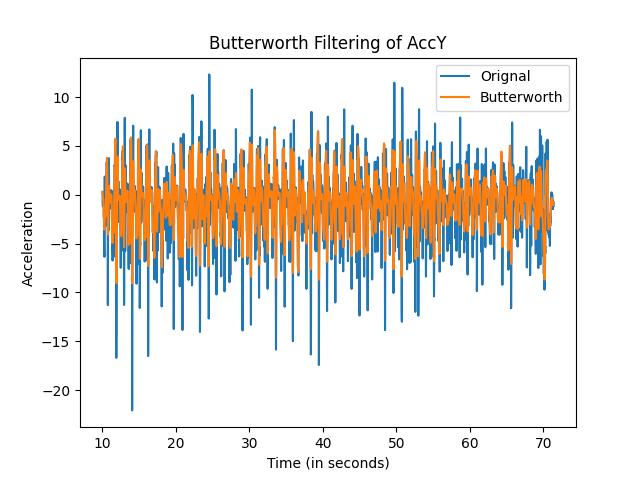 Butterworth Filtering of AccY
Orignal
Butterworth
10
5
0
−5
−10
−15
−20
Acceleration
10 20 30 40 50 60 70
Time (in seconds)